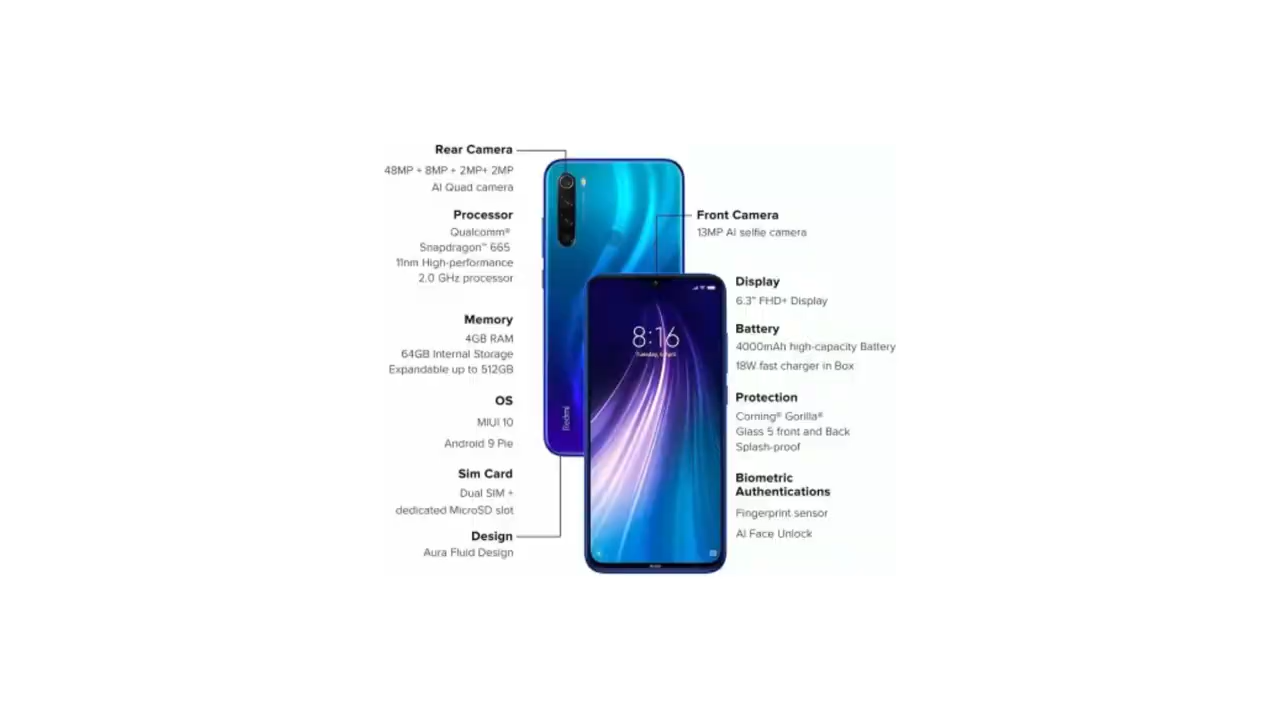 Rear Camera
48MP + 8MP + 2MP+ 2MP
AI Quad camera
Processor
Qualcomm®
Snapdragon™ 665
11nm High-performance
2.0 GHz processor
Memory
4GB RAM
64GB Internal Storage
Expandable up to 512GB
OS
MIUI 10
Android 9 Pie
Sim Card
Dual SIM +
dedicated MicroSD slot
Design
Aura Fluid Design
Redmi
8:16
Tuesday,
Front Camera
13MP AI selfie camera
Display
6.3" FHD+ Display
Battery
4000mAh high-capacity Battery
18W fast charger in Box
Protection
Corning® Gorilla®
Glass 5 front and Back
Splash-proof
Biometric
Authentications
Fingerprint sensor
AI Face Unlock